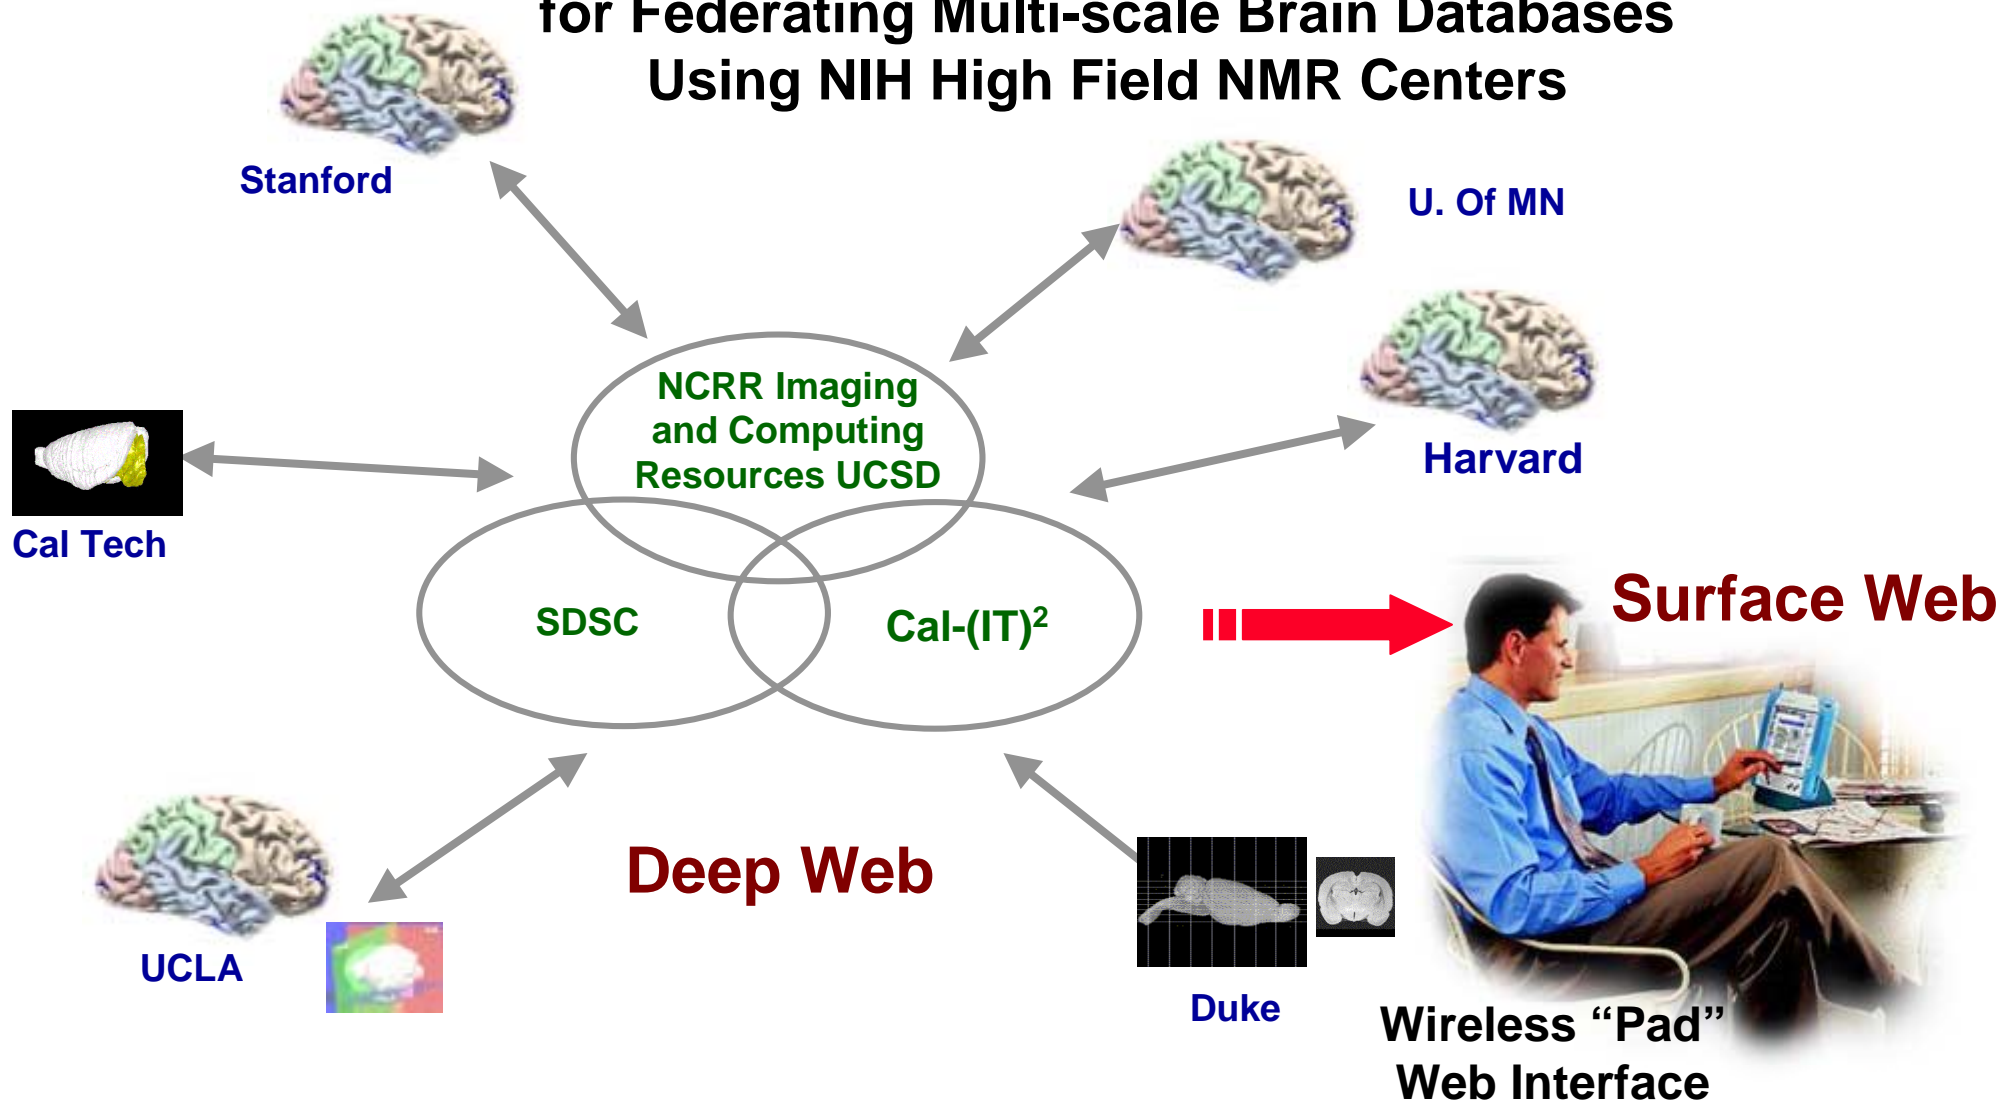 for Federating Multi-scale Brain Databases
Using NIH High Field NMR Centers
Stanford
U. Of MN
NCRR Imaging
and Computing
Resources UCSD
Harvard
Cal Tech
SDSC
Cal-(IT)²
Surface Web
Deep Web
UCLA
Duke
Wireless “Pad”
Web Interface